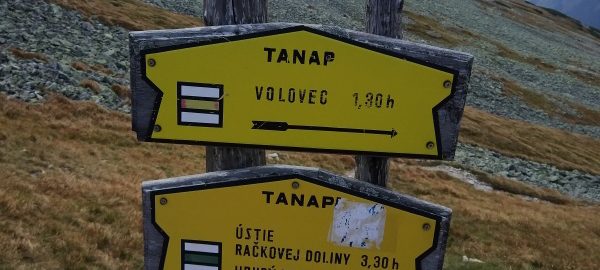 TANAP
VOLOVEC 1,30 h
TANAP
ÚSTIE
RAČKOVEJ DOLINY 3,30 h